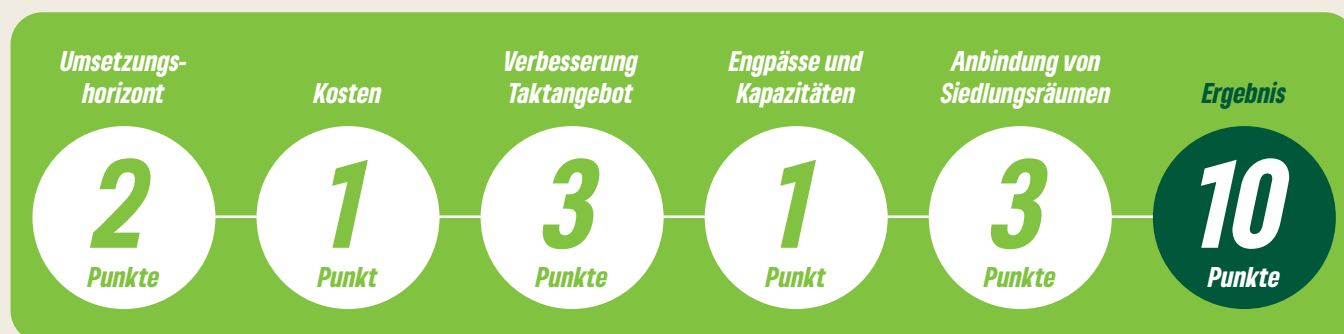 Umsetzungs-
horizont
Kosten
Verbesserung
Taktangebot
Engpässe und
Kapazitäten
Anbindung von
Siedlungsräumen
Ergebnis
2
Punkte
1
Punkt
3
Punkte
1
Punkt
3
Punkte
10
Punkte